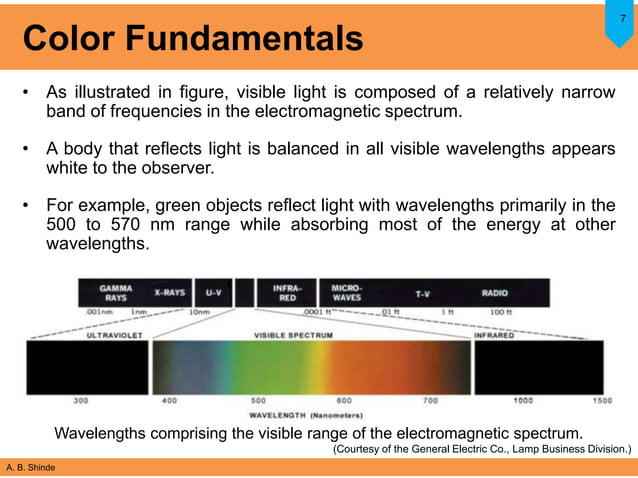 7
Color Fundamentals
• As illustrated in figure, visible light is composed of a relatively narrow
band of frequencies in the electromagnetic spectrum.
• A body that reflects light is balanced in all visible wavelengths appears
white to the observer.
• For example, green objects reflect light with wavelengths primarily in the
500 to 570 nm range while absorbing most of the energy at other
wavelengths.
GAMMA RAYS X-RAYS U-V INFRA-RED MICRO-WAVES T-V RADIO
.001nm 1nm 10nm .0001 ft .01 ft 1 ft 100 ft
ULTRAVIOLET VISIBLE SPECTRUM INFRARED
300 400 500 600 700 1000 1500
WAVELENGTH (Nanometers)
Wavelengths comprising the visible range of the electromagnetic spectrum.
(Courtesy of the General Electric Co., Lamp Business Division.)
A. B. Shinde